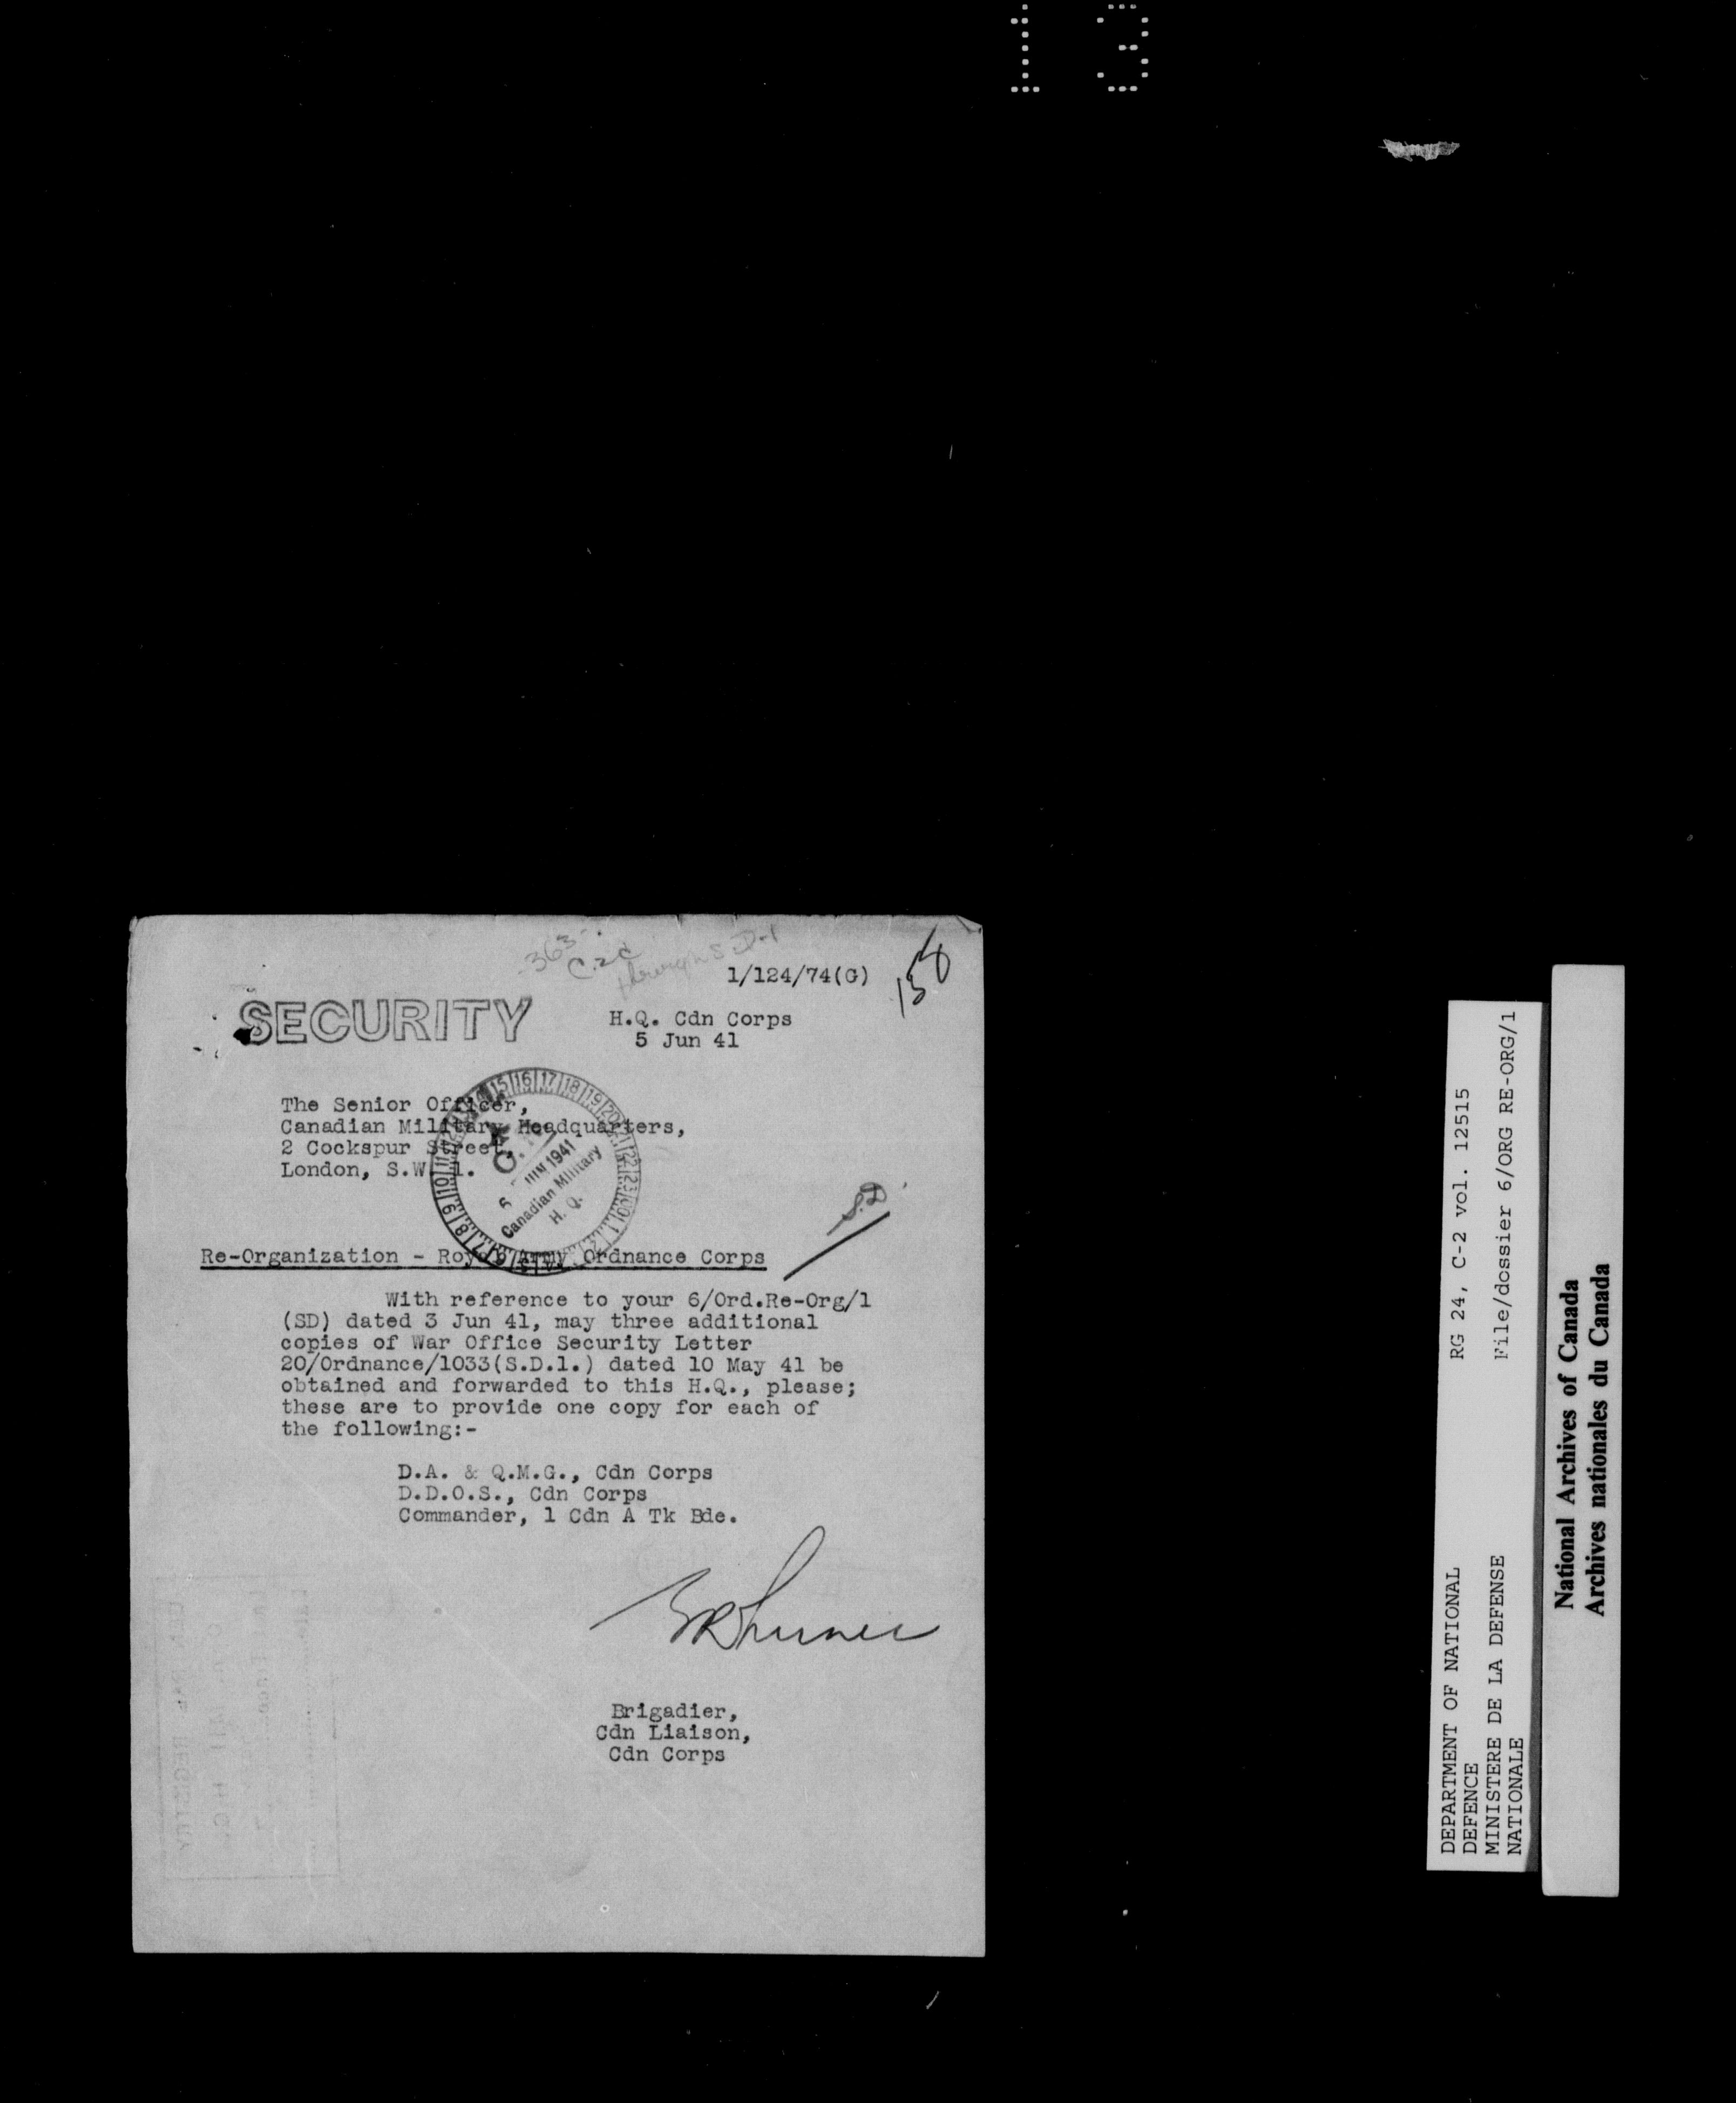 13
1/124/74(G)
158
SECURITY
H.Q. Cdn Corps
5 Jun 41
The Senior Officer,
Canadian Military Headquarters,
2 Cockspur Street,
London, S.W. 1.
6 JUN 1941
Canadian Military
H. Q.
S.D.
Re-Organization - Royal Army Ordnance Corps
With reference to your 6/Ord.Re-Org/1
(SD) dated 3 Jun 41, may three additional
copies of War Office Security Letter
20/Ordnance/1033(S.D.1.) dated 10 May 41 be
obtained and forwarded to this H.Q., please;
these are to provide one copy for each of
the following:-
D.A. & Q.M.G., Cdn Corps
D.D.O.S., Cdn Corps
Commander, 1 Cdn A Tk Bde.
Brigadier,
Cdn Liaison,
Cdn Corps
DEPARTMENT OF NATIONAL
DEFENCE
MINISTERE DE LA DEFENSE
NATIONALE
RG 24, C-2 vol. 12515
File/dossier 6/ORG RE-ORG/1
National Archives of Canada
Archives nationales du Canada